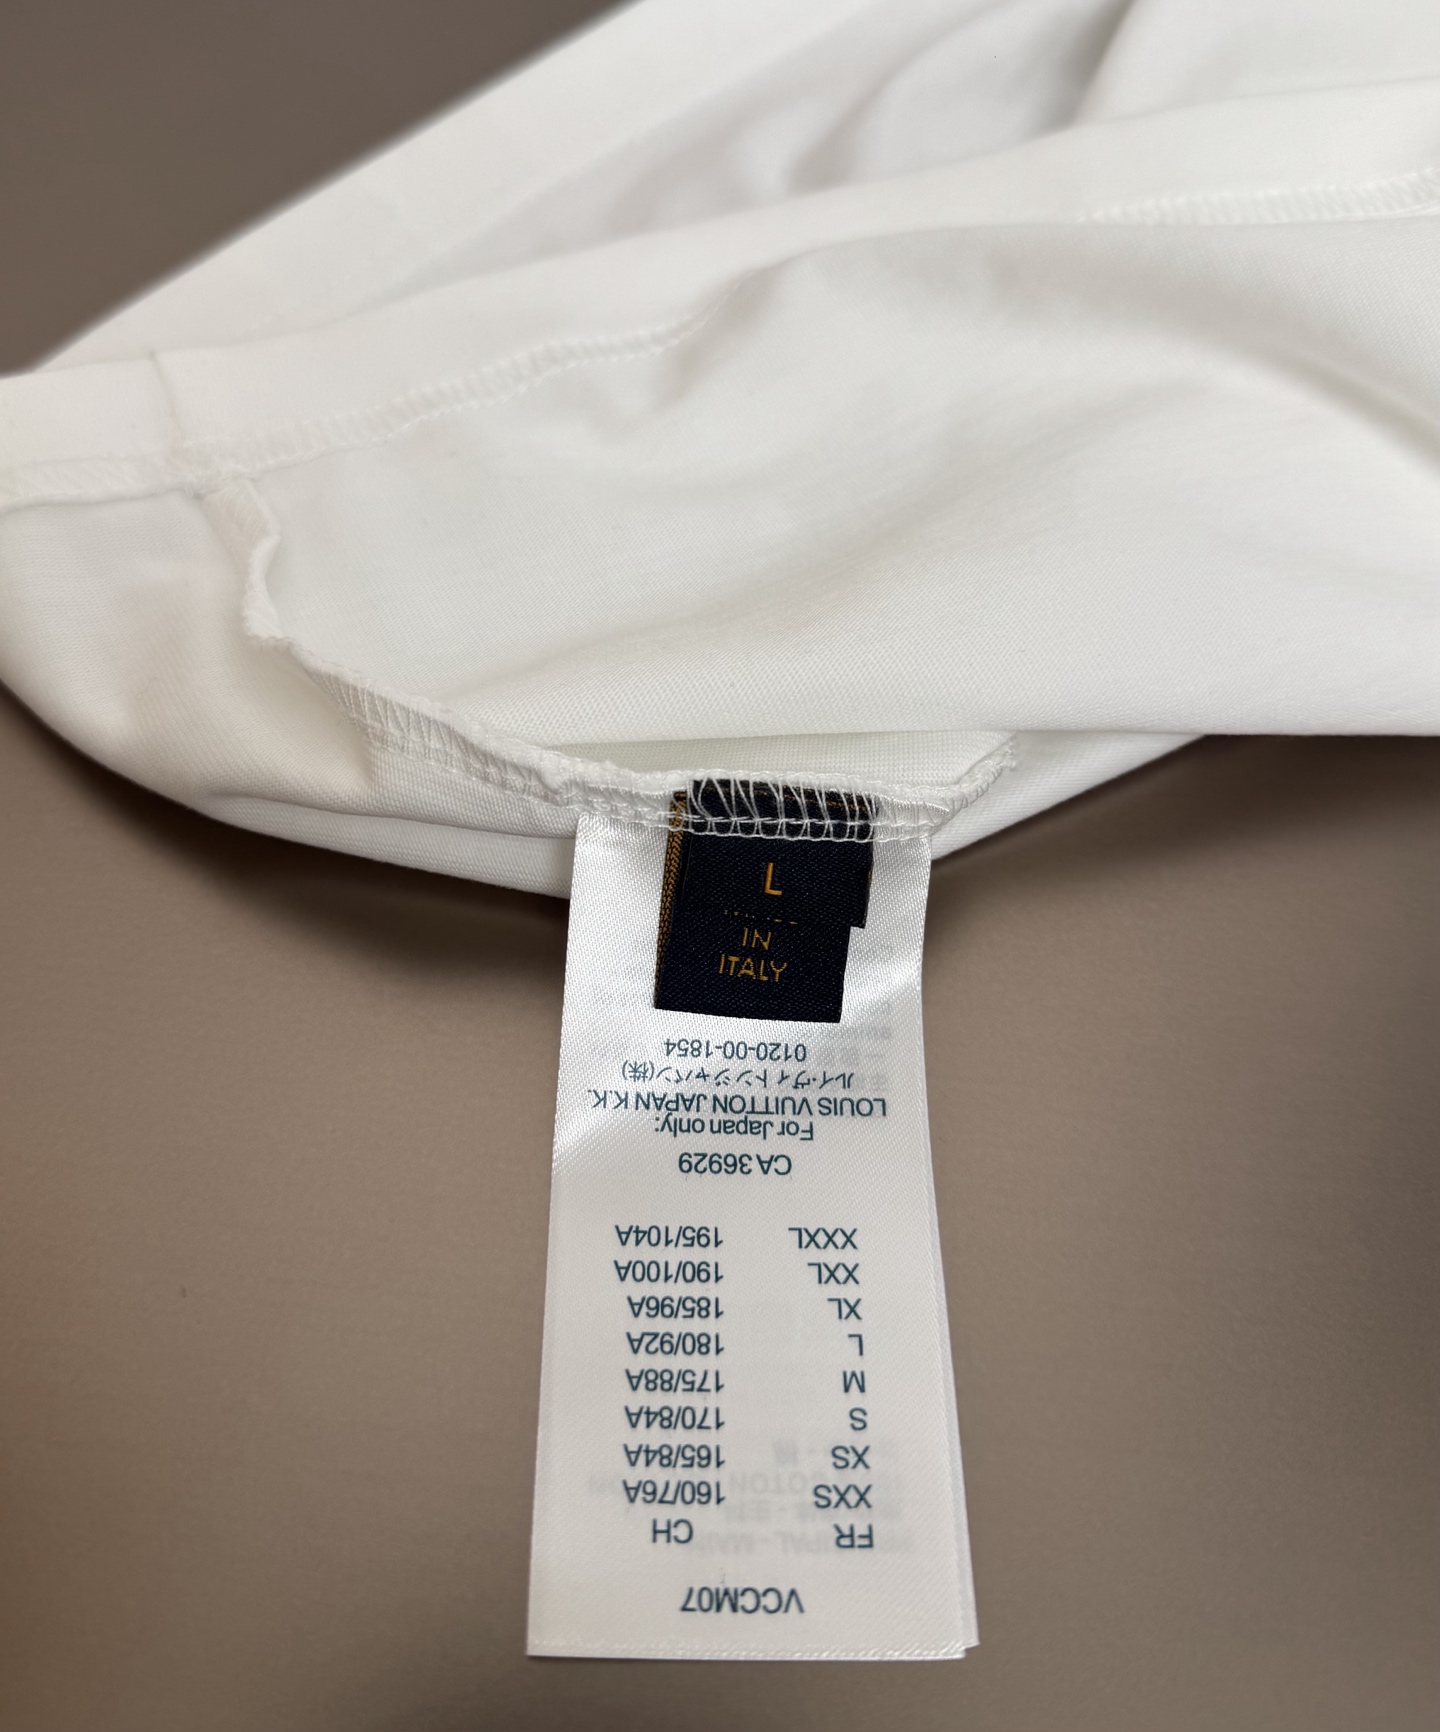 L
IN
ITALY
VCCM07
FR CH
XXS 160/76A
XS 165/84A
S 170/84A
M 175/88A
L 180/92A
XL 185/96A
XXL 190/100A
XXXL 195/104A
CA 36929
For Japan only:
LOUIS VUITTON JAPAN K.K.
ルイ・ヴィトンジャパン(株)
0120-00-1854